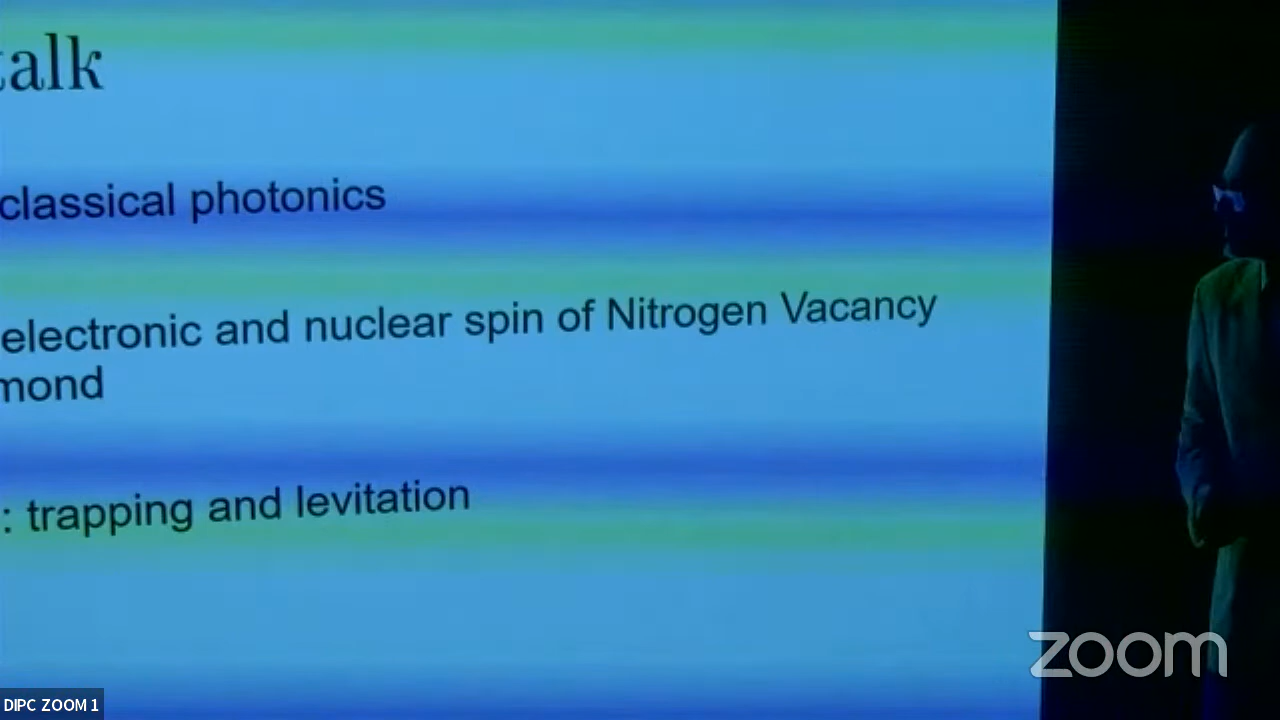 talk
classical photonics
electronic and nuclear spin of Nitrogen Vacancy
mond
: trapping and levitation
zoom
DIPC ZOOM 1